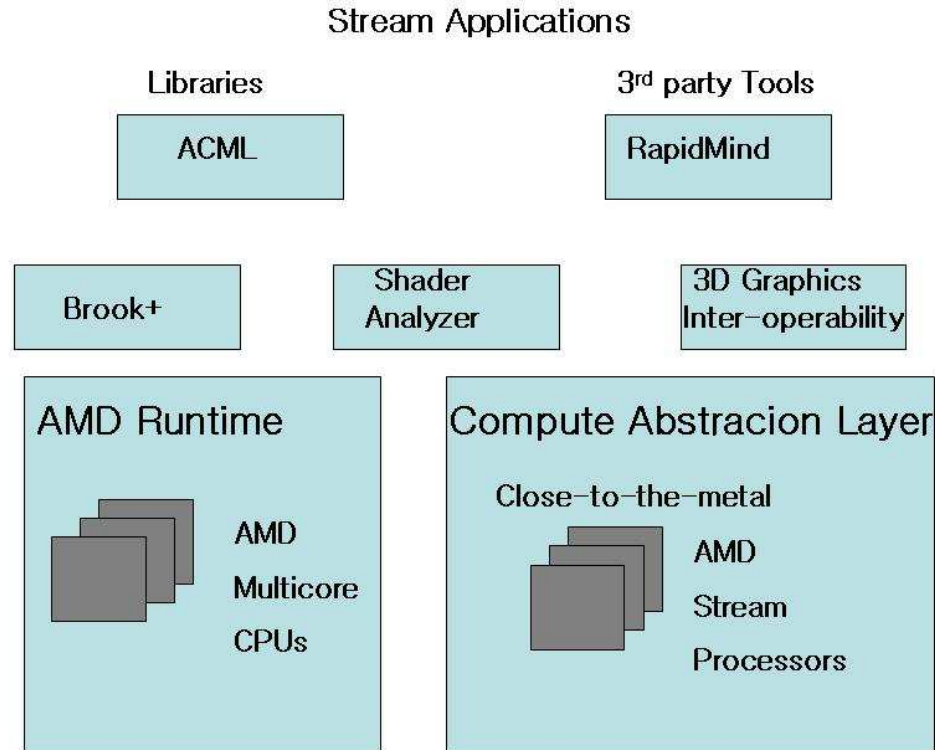 Stream Applications
Libraries
3rd party Tools
ACML
RapidMind
Brook+
Shader
Analyzer
3D Graphics
Inter-operability
AMD Runtime
AMD
Multicore
CPUs
Compute Abstracion Layer
Close-to-the-metal
AMD
Stream
Processors